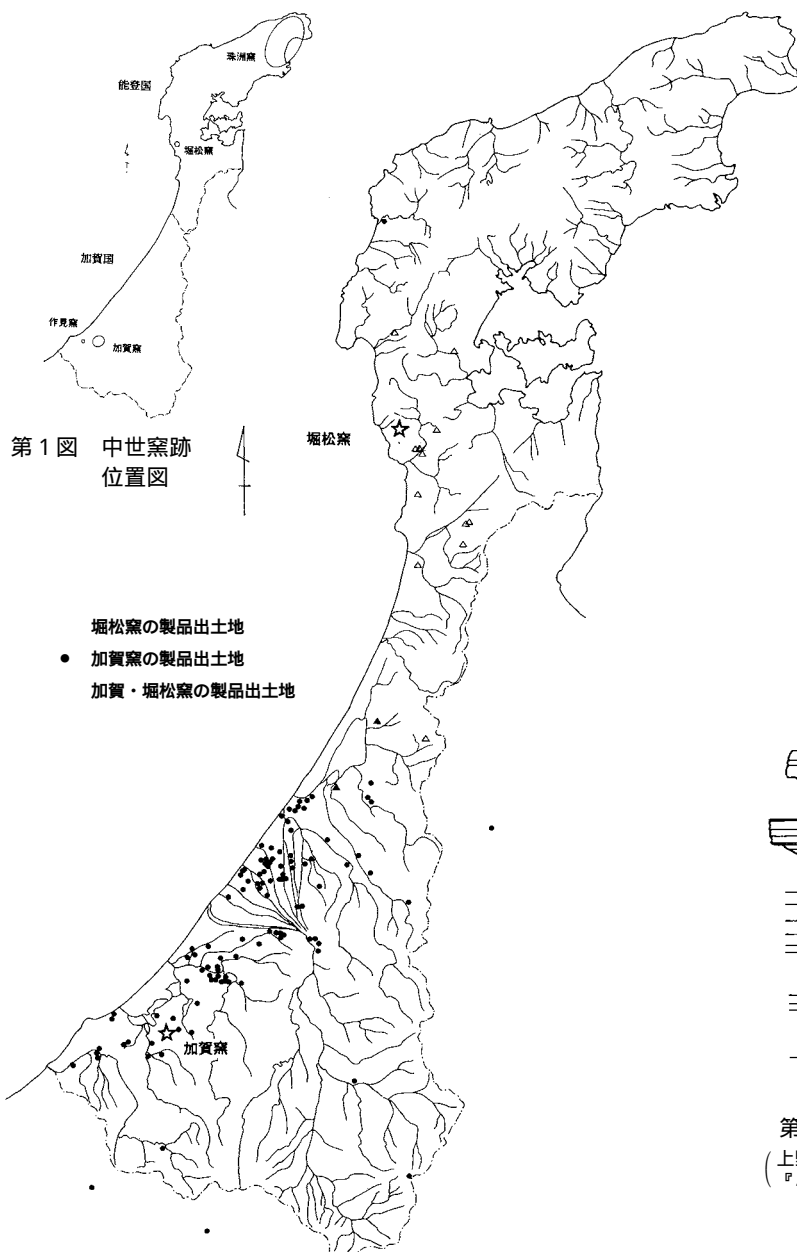 珠洲窯
能登国
堀松窯
加賀国
作見窯
加賀窯
第1図 中世窯跡
位置図
堀松窯
堀松窯の製品出土地
● 加賀窯の製品出土地
加賀・堀松窯の製品出土地
加賀窯
第